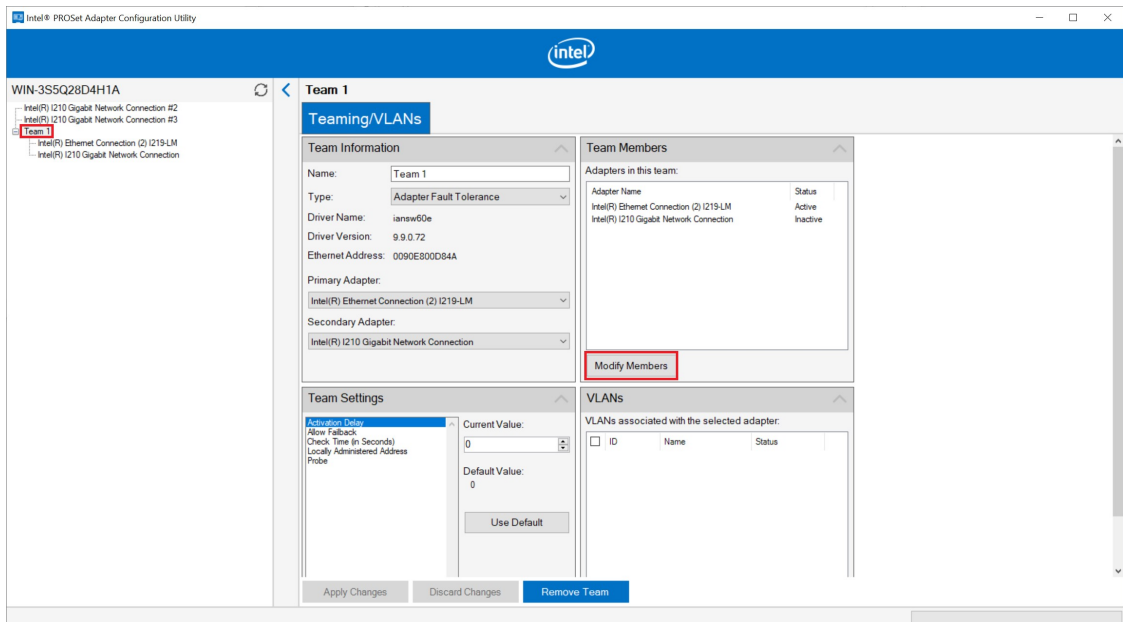 Intel® PROSet Adapter Configuration Utility
intel
WIN-3S5Q28D4H1A
Intel(R) I210 Gigabit Network Connection #2
Intel(R) I210 Gigabit Network Connection #3
Team 1
Intel(R) Ethernet Connection (2) I219-LM
Intel(R) I210 Gigabit Network Connection
Team 1
Teaming/VLANs
Team Information
Name: Team 1
Type: Adapter Fault Tolerance
Driver Name: iansw60e
Driver Version: 9.9.0.72
Ethernet Address: 0090E800D84A
Primary Adapter:
Intel(R) Ethernet Connection (2) I219-LM
Secondary Adapter:
Intel(R) I210 Gigabit Network Connection
Team Members
Adapters in this team:
Adapter Name Status
Intel(R) Ethernet Connection (2) I219-LM Active
Intel(R) I210 Gigabit Network Connection Inactive
Modify Members
Team Settings
Activation Delay
Allow Failback
Check Time (in Seconds)
Locally Administered Address
Probe
Current Value:
0
Default Value:
0
Use Default
VLANs
VLANs associated with the selected adapter:
ID Name Status
Apply Changes Discard Changes Remove Team